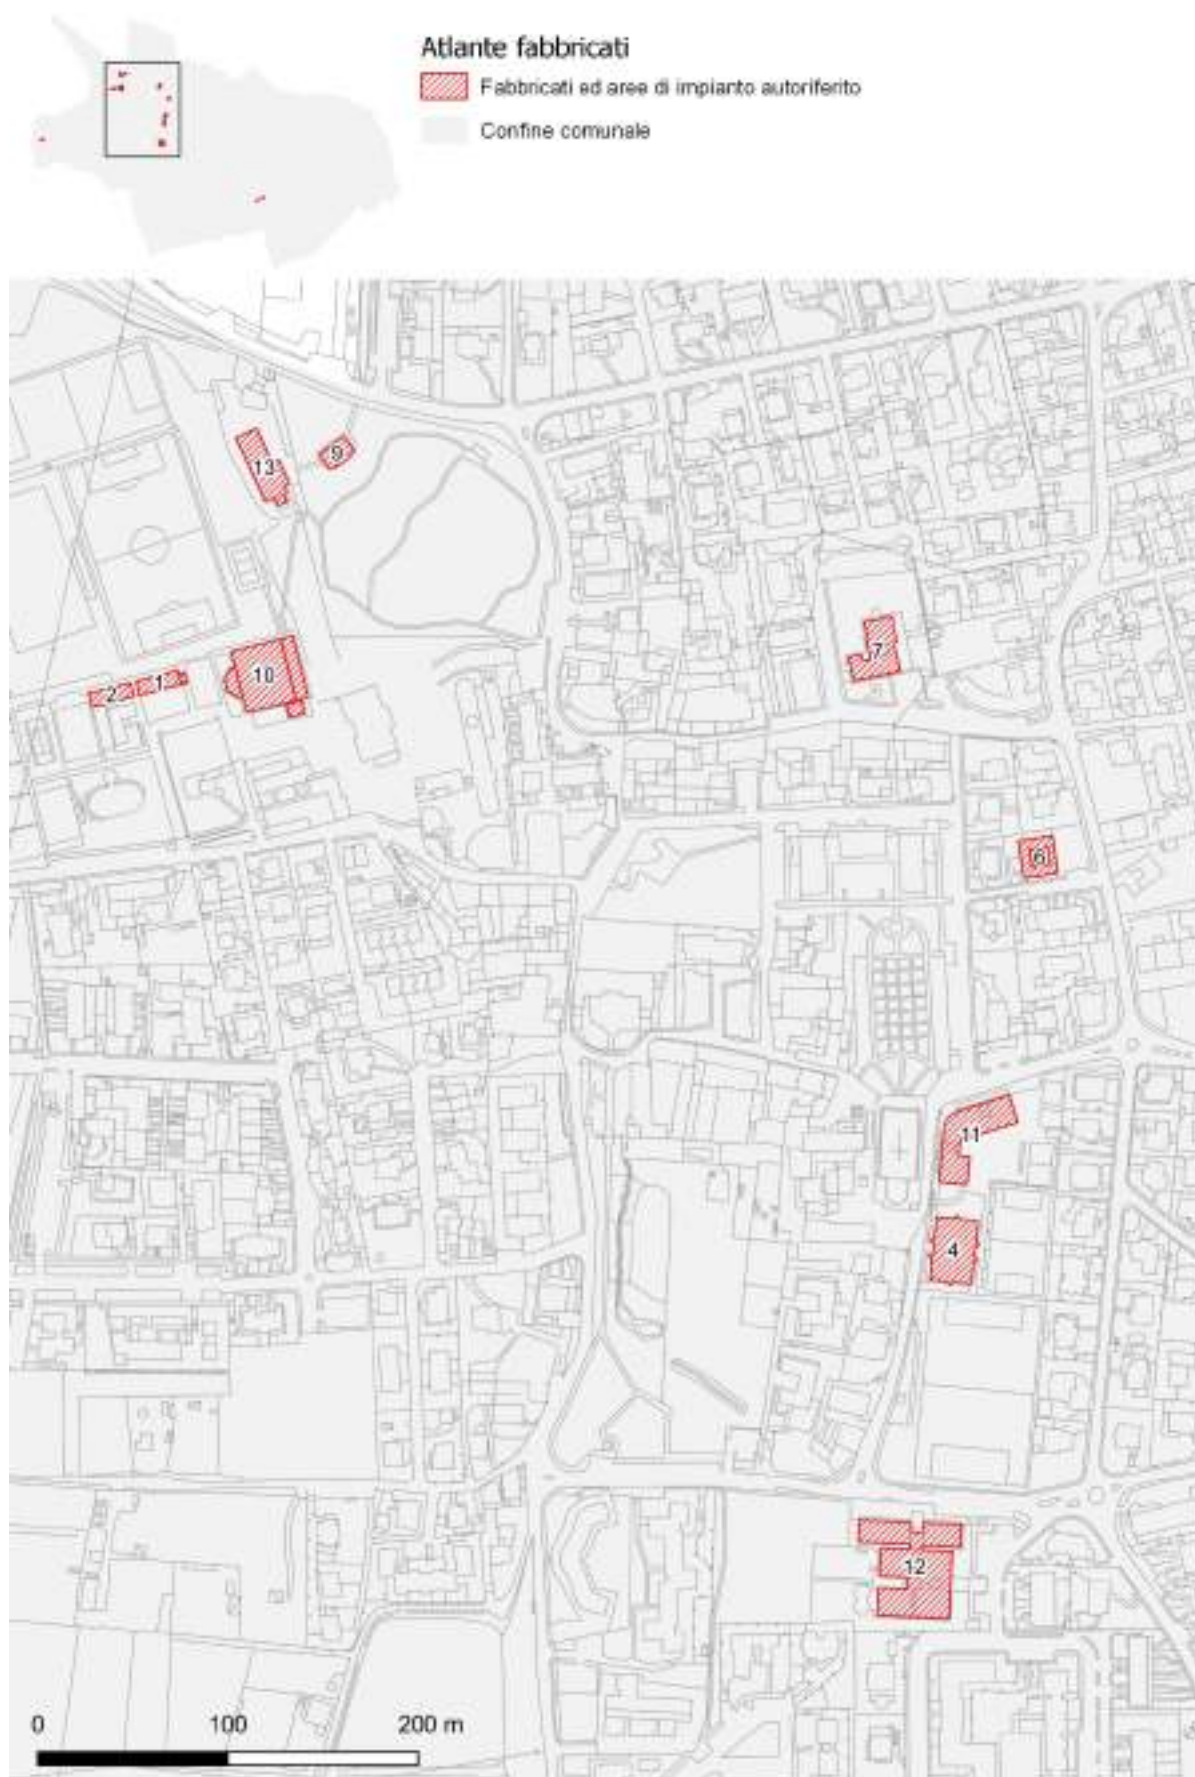 Atlante fabbricati
Fabbricati ed aree di impianto autoriferito
Confine comunale
13
9
7
10
1
2
6
11
4
12
0 100 200 m